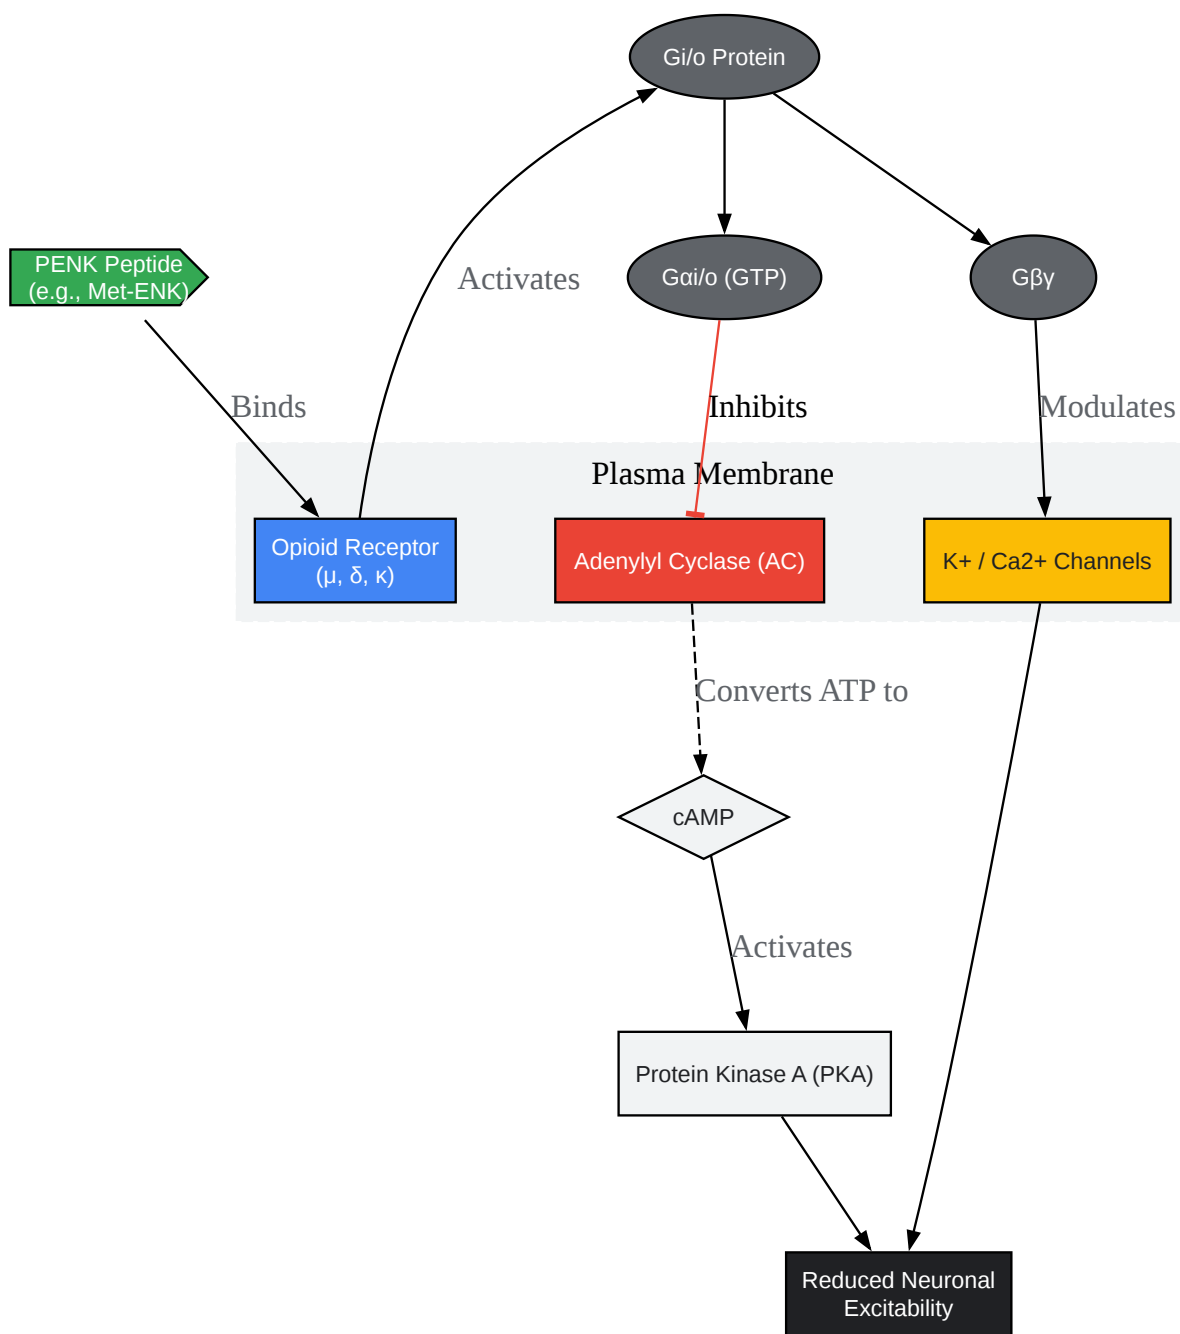 Gi/o Protein
PENK Peptide
(e.g., Met-ENK)
Activates
Gαi/o (GTP)
Gβγ
Binds
Inhibits
Modulates
Plasma Membrane
Opioid Receptor
(μ, δ, κ)
Adenylyl Cyclase (AC)
K+ / Ca2+ Channels
Converts ATP to
cAMP
Activates
Protein Kinase A (PKA)
Reduced Neuronal
Excitability